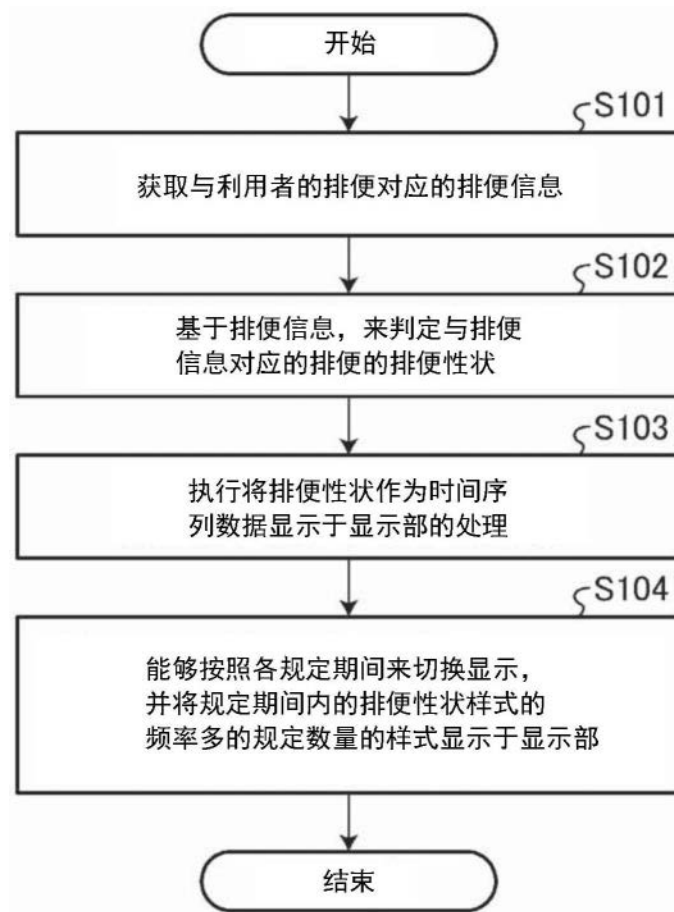 开始
S101
获取与利用者的排便对应的排便信息
S102
基于排便信息，来判定与排便
信息对应的排便的排便性状
S103
执行将排便性状作为时间序
列数据显示于显示部的处理
S104
能够按照各规定期间来切换显示，
并将规定期间内的排便性状样式的
频率多的规定数量的样式显示于显示部
结束